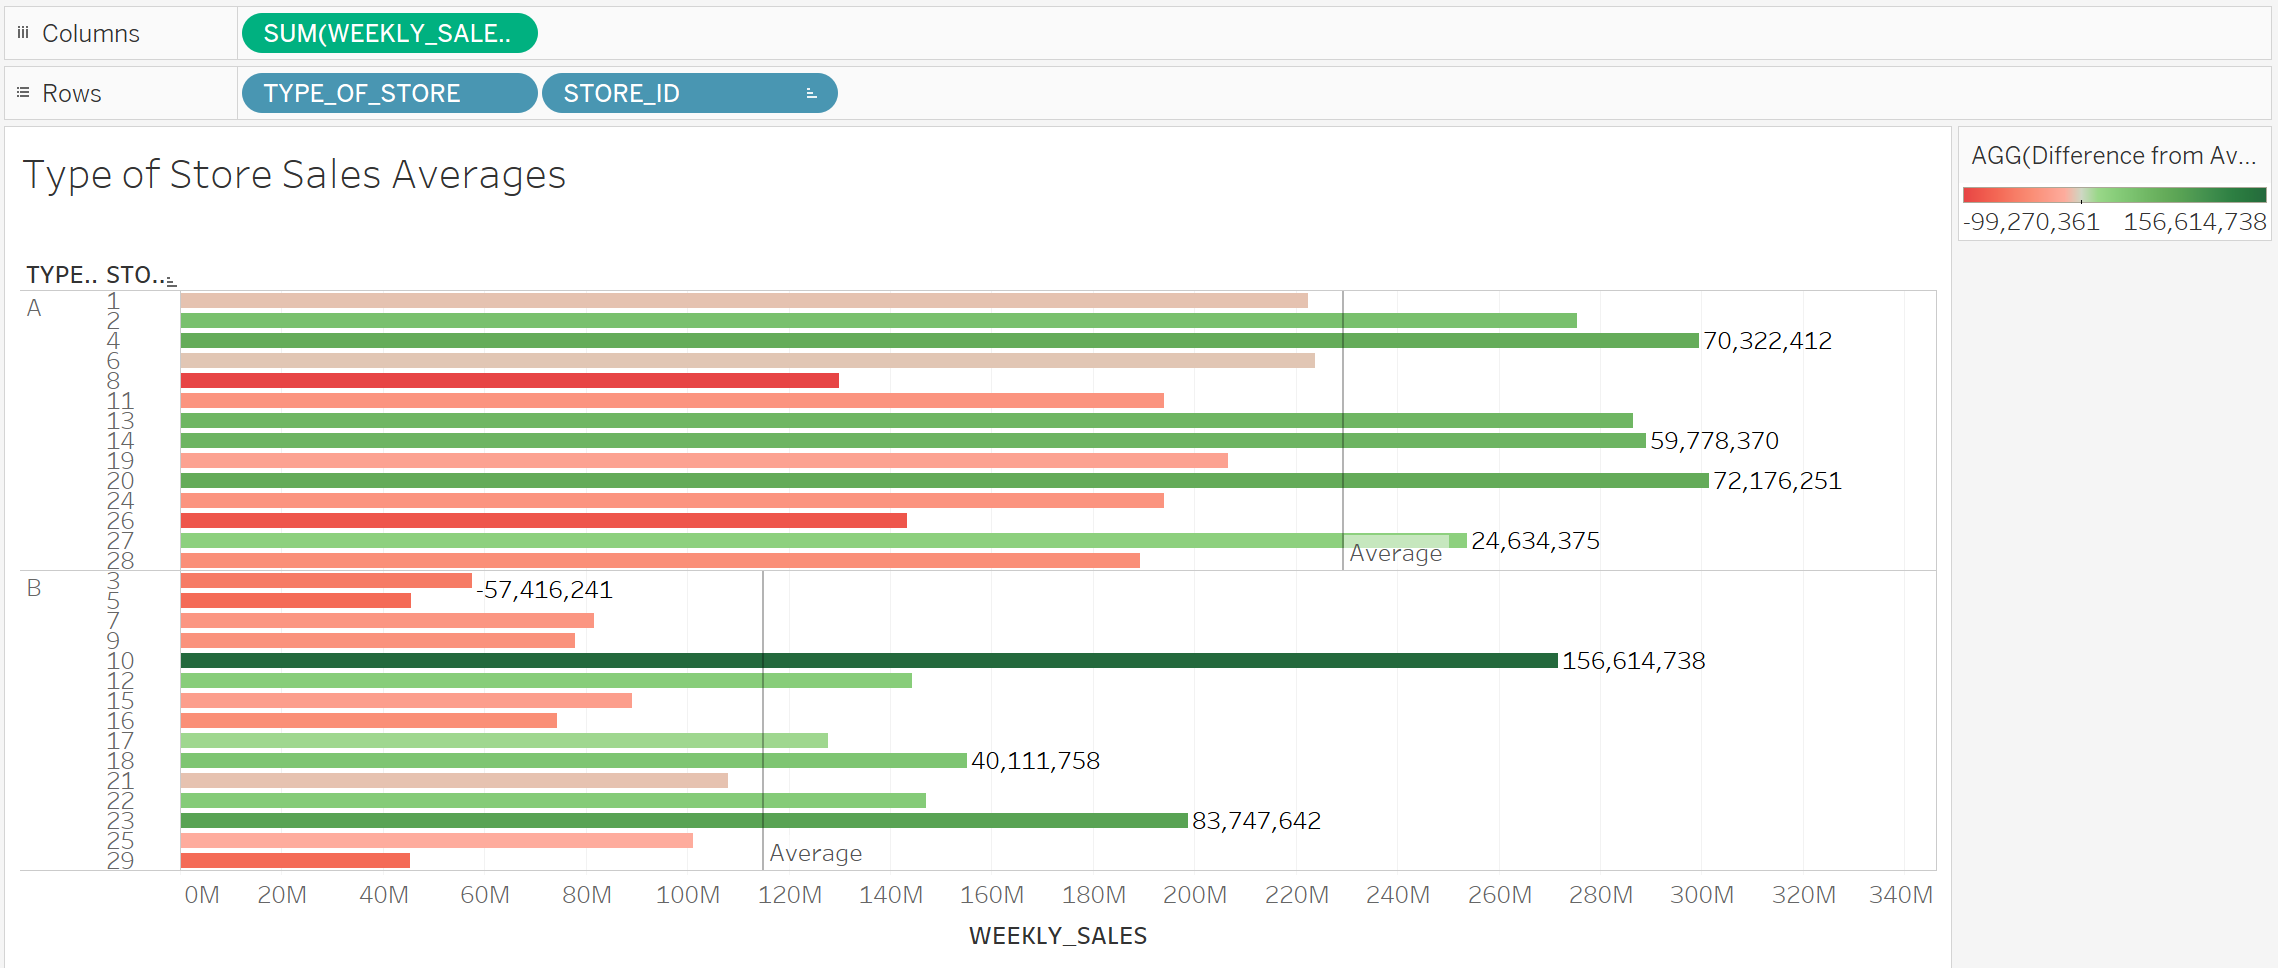 Columns
SUM(WEEKLY_SALE..
Rows
TYPE_OF_STORE
STORE_ID
Type of Store Sales Averages
AGG(Difference from Av...
-99,270,361
156,614,738
TYPE.. STO..
A
1
2
4 70,322,412
6
8
11
13
14 59,778,370
19
20 72,176,251
24
26
27 24,634,375
28 Average
B
3 -57,416,241
5
7
9
10 156,614,738
12
15
16
17
18 40,111,758
21
22
23 83,747,642
25
29 Average
0M 20M 40M 60M 80M 100M 120M 140M 160M 180M 200M 220M 240M 260M 280M 300M 320M 340M
WEEKLY_SALES